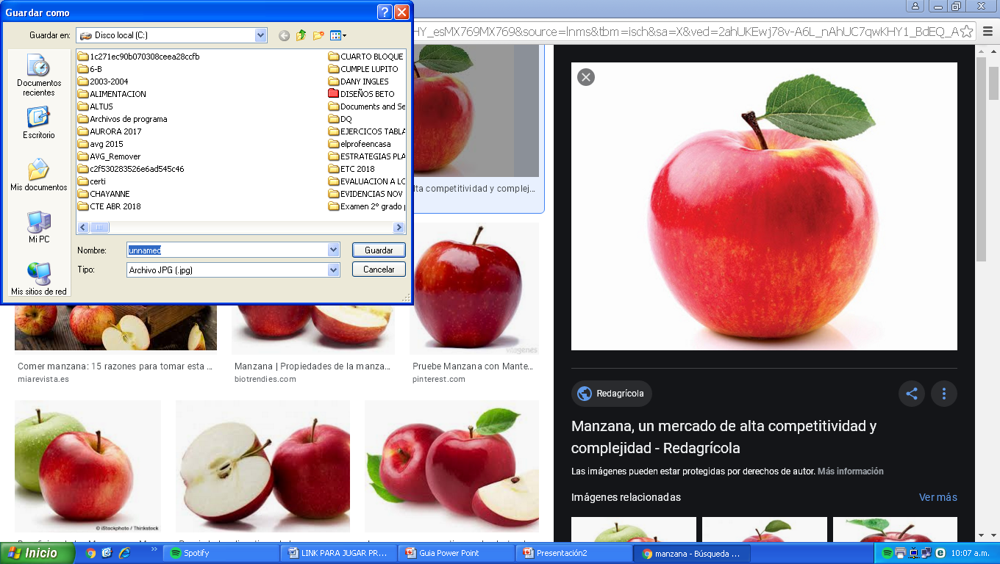 Guardar como
Guardar en:
Disco local (C:)
Documentos
recientes
Escritorio
Mis documentos
Mi PC
Mis sitios de red
1c271ec90b070308ceea28ccfb
6-B
2003-2004
ALIMENTACION
ALTUS
Archivos de programa
AURORA 2017
avg 2015
AVG_Remover
c2f530283526e6ad545c46
certi
CHAYANNE
CTE ABR 2018
CUARTO BLOQUE
CUMPLE LUPITO
DANY INGLES
DISEÑOS BETO
Documents and Se
DQ
EJERCICOS TABLA
elprofeencasa
ESTRATEGIAS PLA
ETC 2018
EVALUACION A LO
EVIDENCIAS NOV
Examen 2° grado
Nombre:
unnamed
Guardar
Tipo:
Archivo JPG (.jpg)
Cancelar
HY_esMX769MX769&source=lnms&tbm=isch&sa=X&ved=2ahUKEwj78v-A6L_nAhUC7qwKHY1_BdEQ_A
lta competitividad y complej...
vitagenes
Comer manzana: 15 razones para tomar esta ...
miarevista.es
Manzana | Propiedades de la manza...
biotrendies.com
Pruebe Manzana con Mante...
pinterest.com
© iStockphoto / Thinkstock
Redagrícola
Manzana, un mercado de alta competitividad y
complejidad - Redagrícola
Las imágenes pueden estar protegidas por derechos de autor. Más información
Imágenes relacionadas
Ver más
Inicio
Spotify
LINK PARA JUGAR PR...
Guia Power Point
Presentación2
manzana - Búsqueda ...
10:07 a.m.